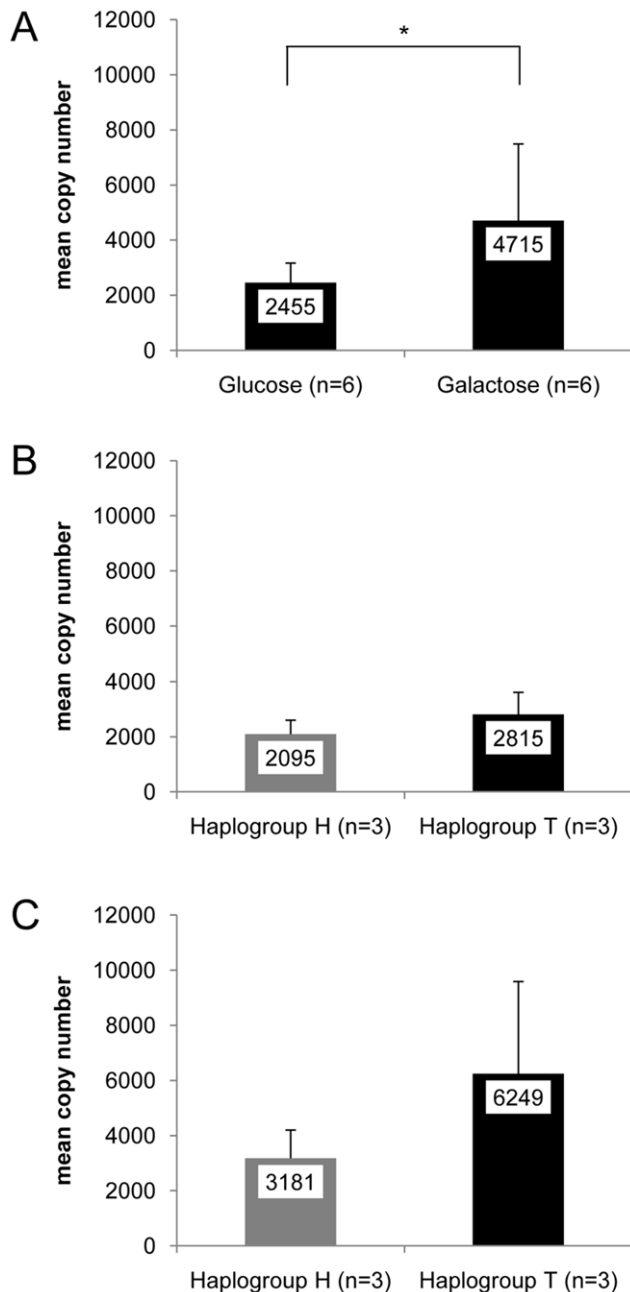 A
12000
*
10000
8000
6000
4000
2000
0
mean copy number
2455
4715
Glucose (n=6)
Galactose (n=6)
B
12000
10000
8000
6000
4000
2000
0
mean copy number
2095
2815
Haplogroup H (n=3)
Haplogroup T (n=3)
C
12000
10000
8000
6000
4000
2000
0
mean copy number
3181
6249
Haplogroup H (n=3)
Haplogroup T (n=3)